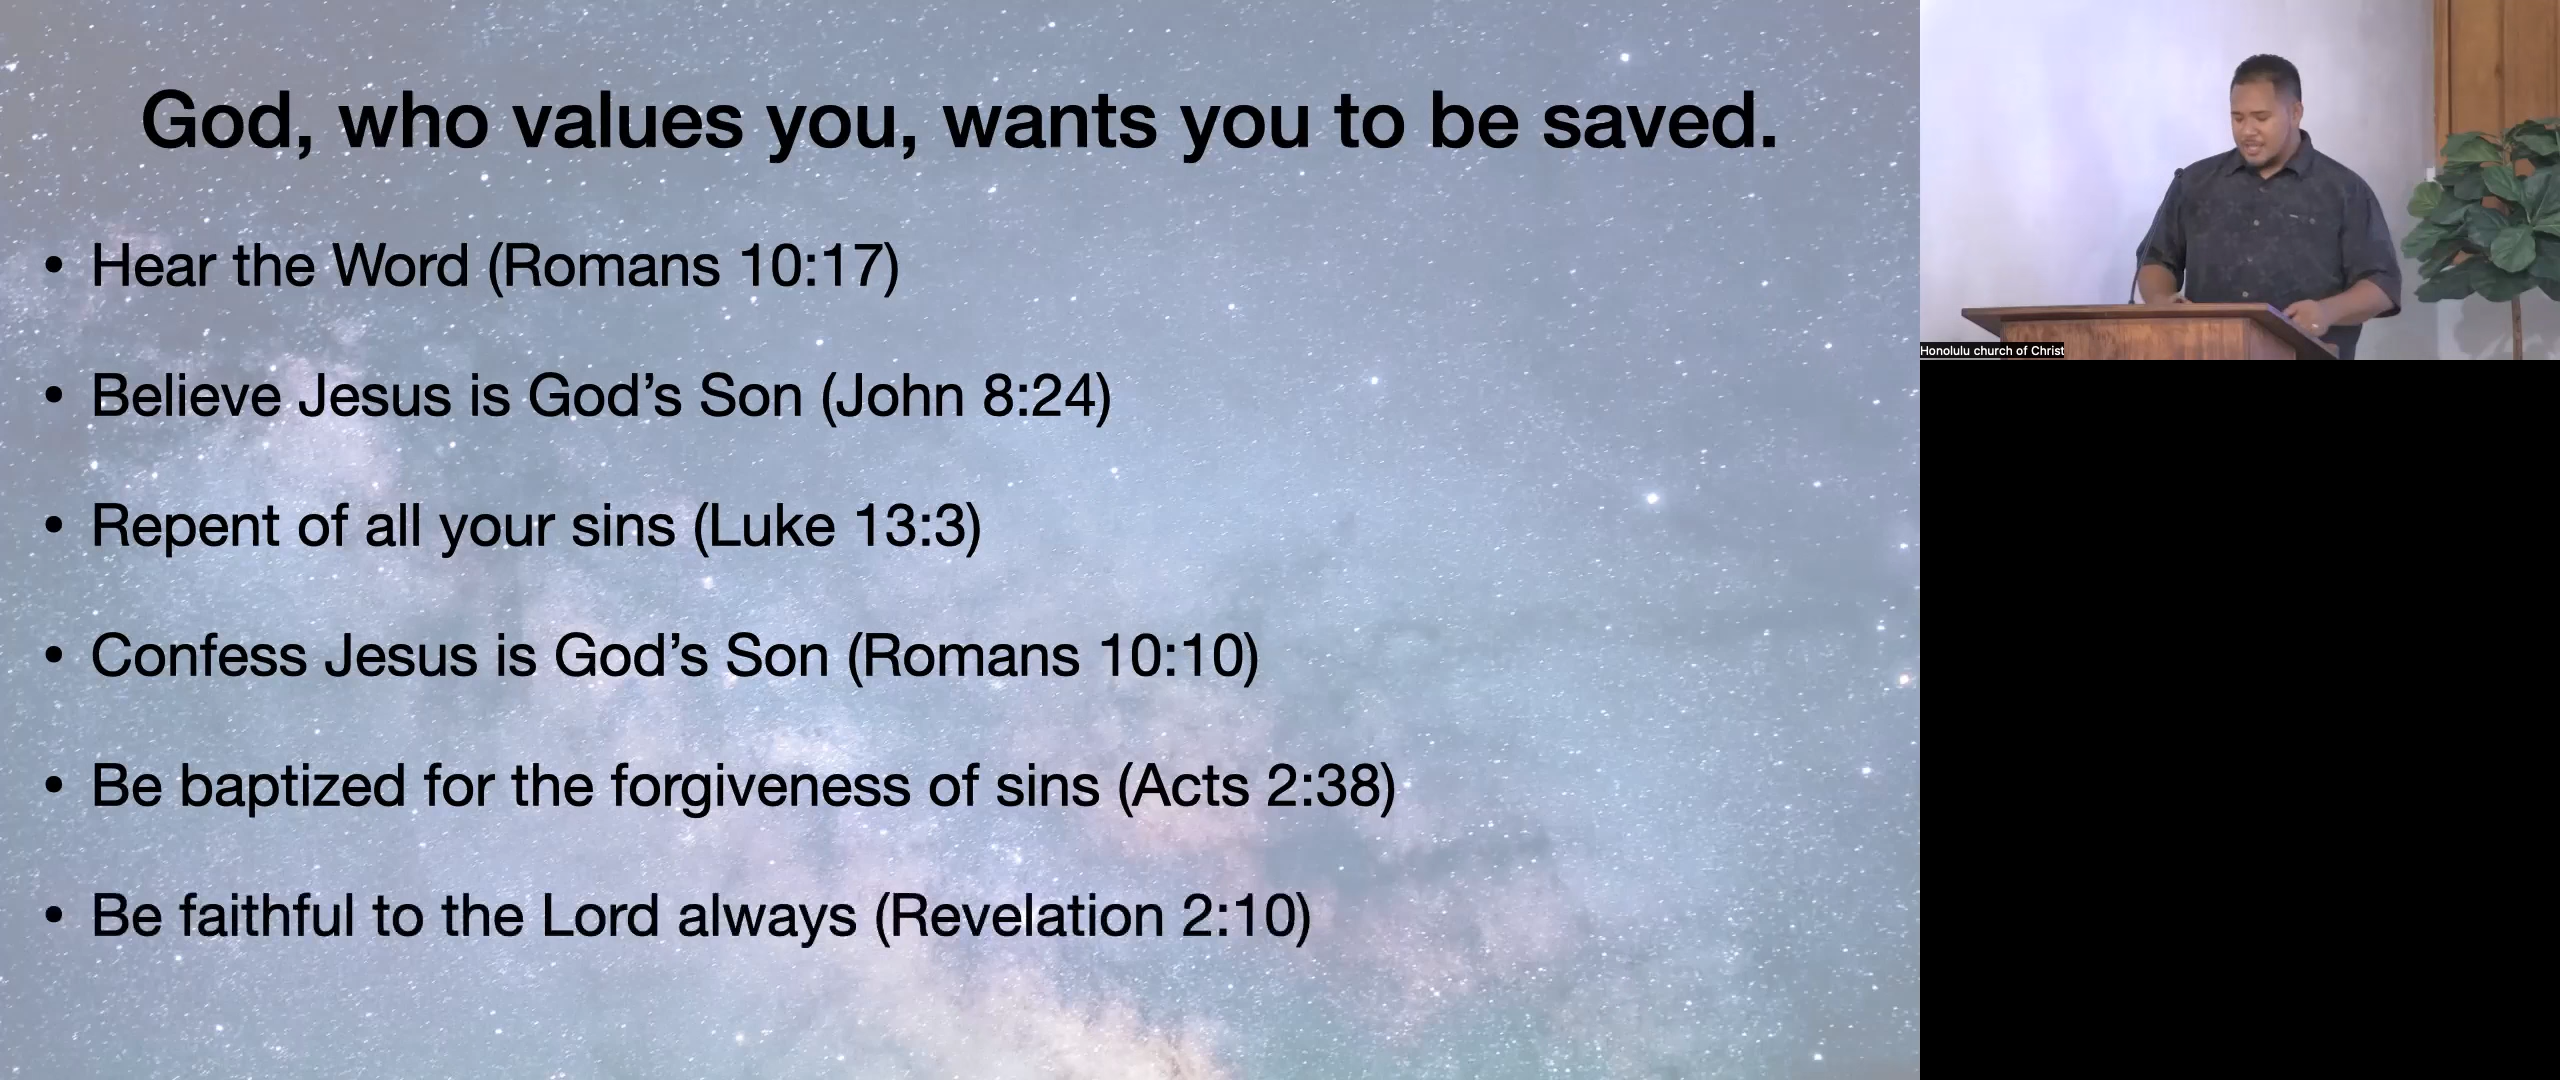 God, who values you, wants you to be saved.
• Hear the Word (Romans 10:17)
• Believe Jesus is God’s Son (John 8:24)
• Repent of all your sins (Luke 13:3)
• Confess Jesus is God’s Son (Romans 10:10)
• Be baptized for the forgiveness of sins (Acts 2:38)
• Be faithful to the Lord always (Revelation 2:10)
Honolulu church of Christ